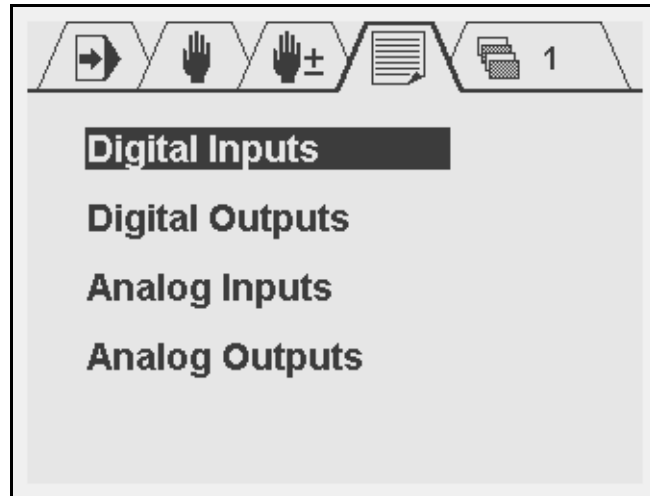 ± 1
Digital Inputs
Digital Outputs
Analog Inputs
Analog Outputs